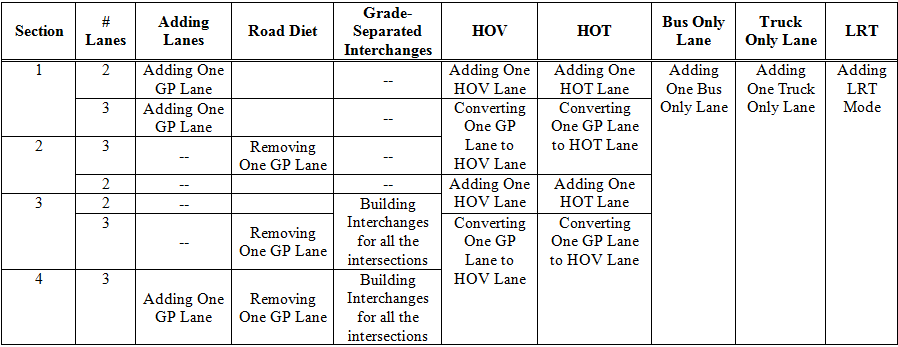 Section
#
Lanes
Adding
Lanes
Road Diet
Grade-
Separated
Interchanges
HOV
HOT
Bus Only
Lane
Truck
Only Lane
LRT
1
2
Adding One
GP Lane
--
Adding One
HOV Lane
Adding One
HOT Lane
Adding
One Bus
Only Lane
Adding
One Truck
Only Lane
Adding
LRT
Mode
3
Adding One
GP Lane
--
Converting
One GP
Lane to
HOV Lane
Converting
One GP Lane
to HOT Lane
2
3
--
Removing
One GP Lane
--
2
--
--
Adding One
HOV Lane
Adding One
HOT Lane
3
2
--
Building
Interchanges
for all the
intersections
3
--
Removing
One GP Lane
Converting
One GP
Lane to
HOV Lane
Converting
One GP Lane
to HOV Lane
4
3
Adding One
GP Lane
Removing
One GP Lane
Building
Interchanges
for all the
intersections